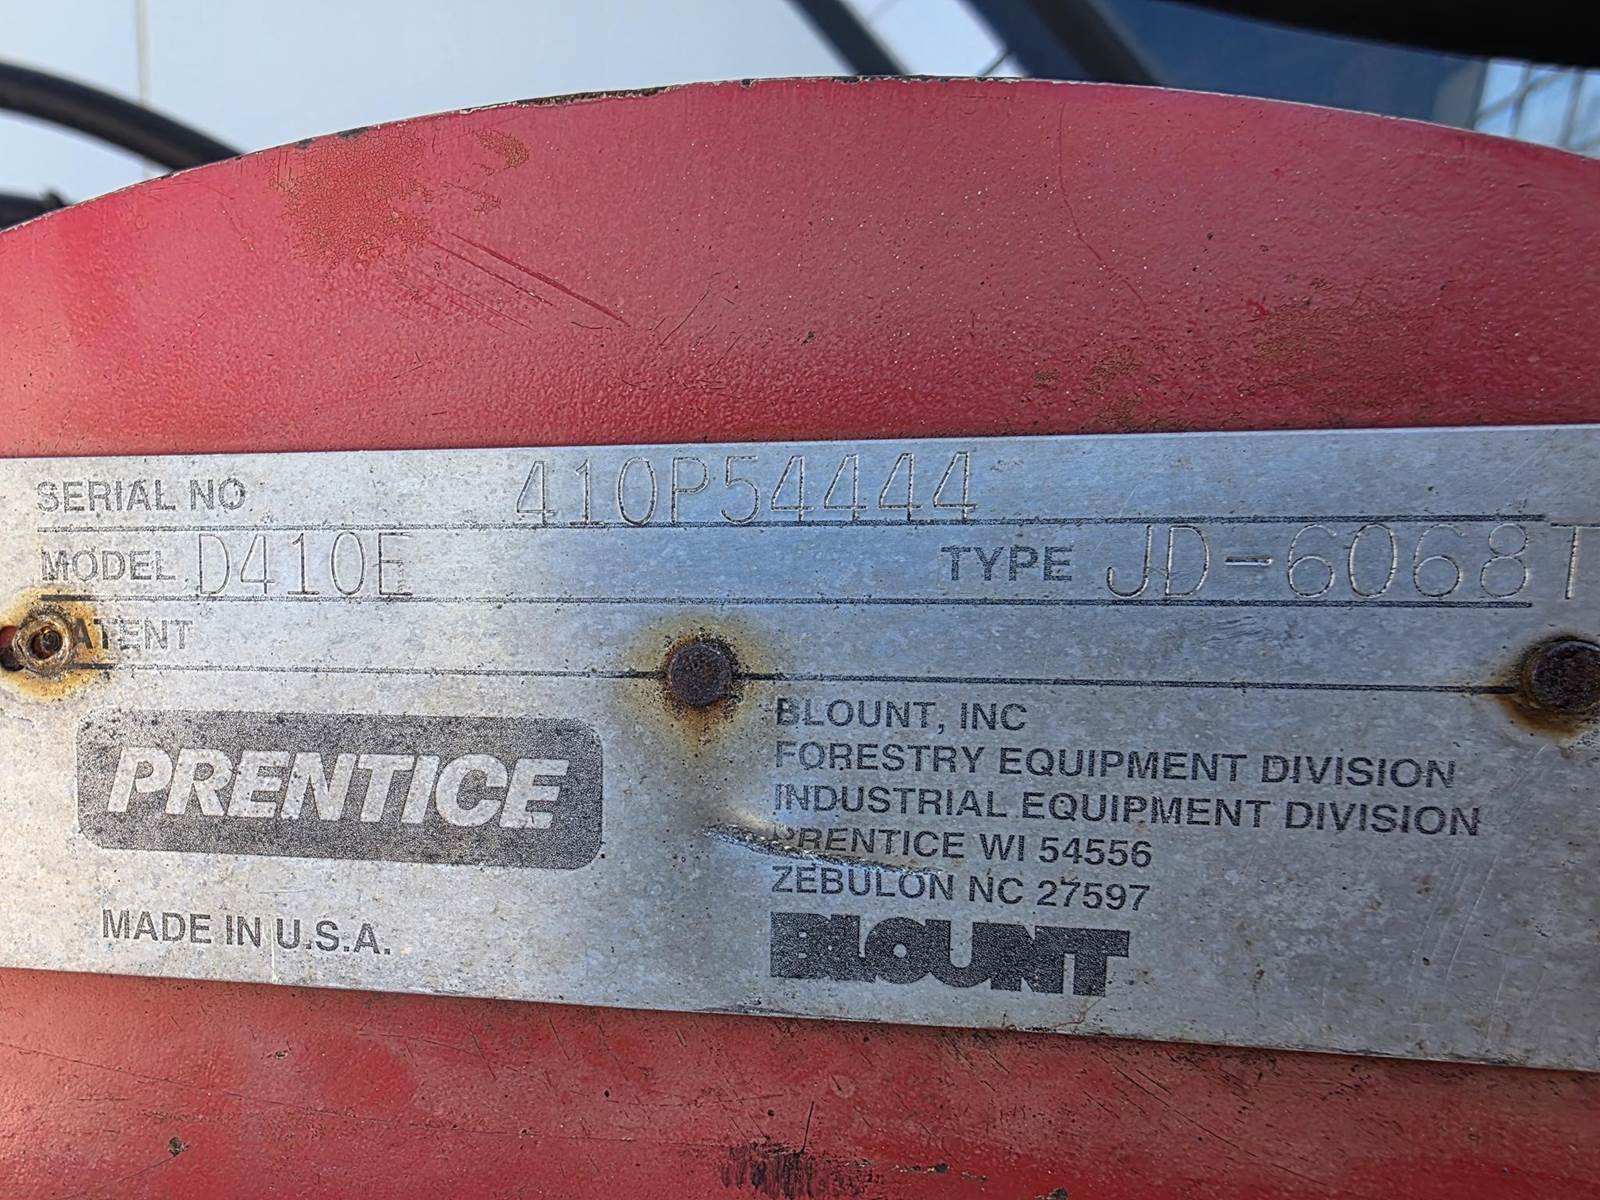 SERIAL NO 410P54444
MODEL D410E TYPE JD-6068T
PATENT
PRENTICE
MADE IN U.S.A.
BLOUNT, INC
FORESTRY EQUIPMENT DIVISION
INDUSTRIAL EQUIPMENT DIVISION
PRENTICE WI 54556
ZEBULON NC 27597
BLOUNT